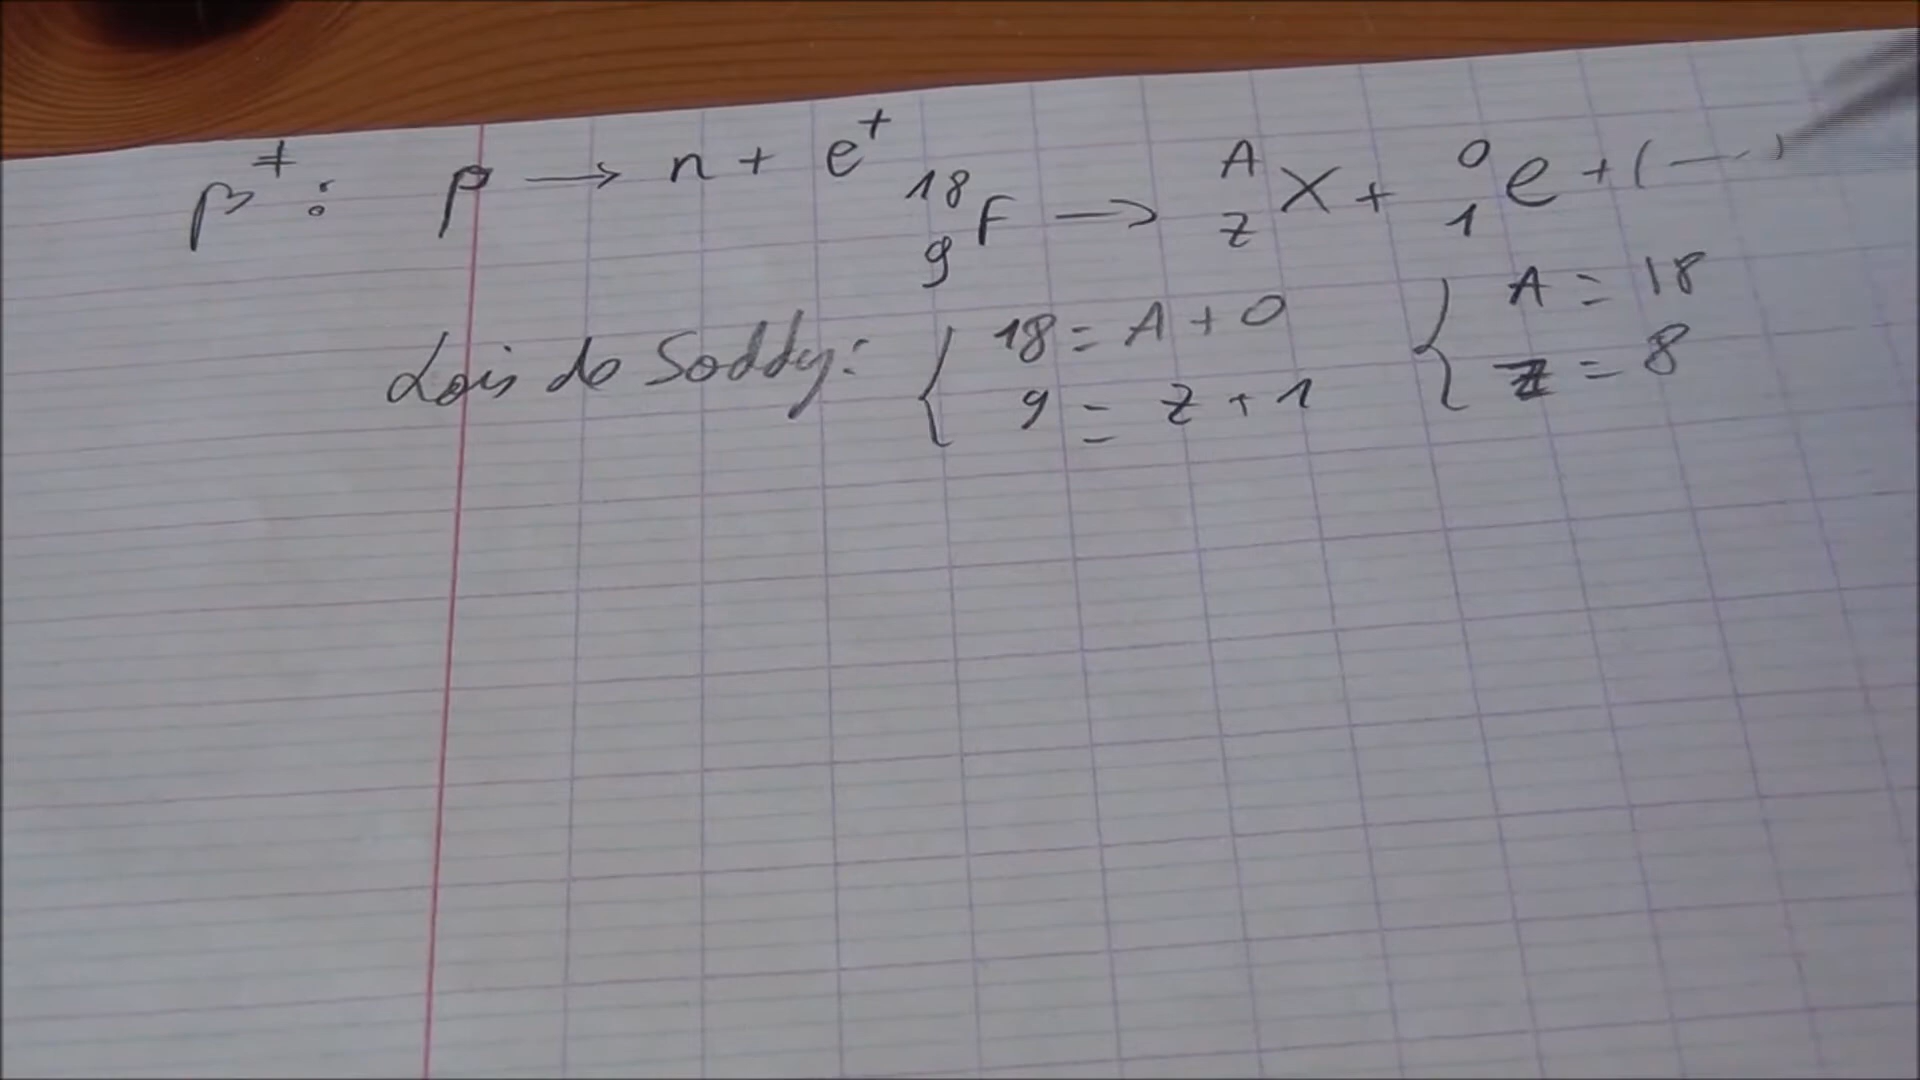 β⁺ : p → n + e⁺ ¹⁸₉F → ᴬ_Z X + ⁰₁e + (—)
Lois de Soddy : { 18 = A + 0 { A = 18
9 = Z + 1 Z = 8